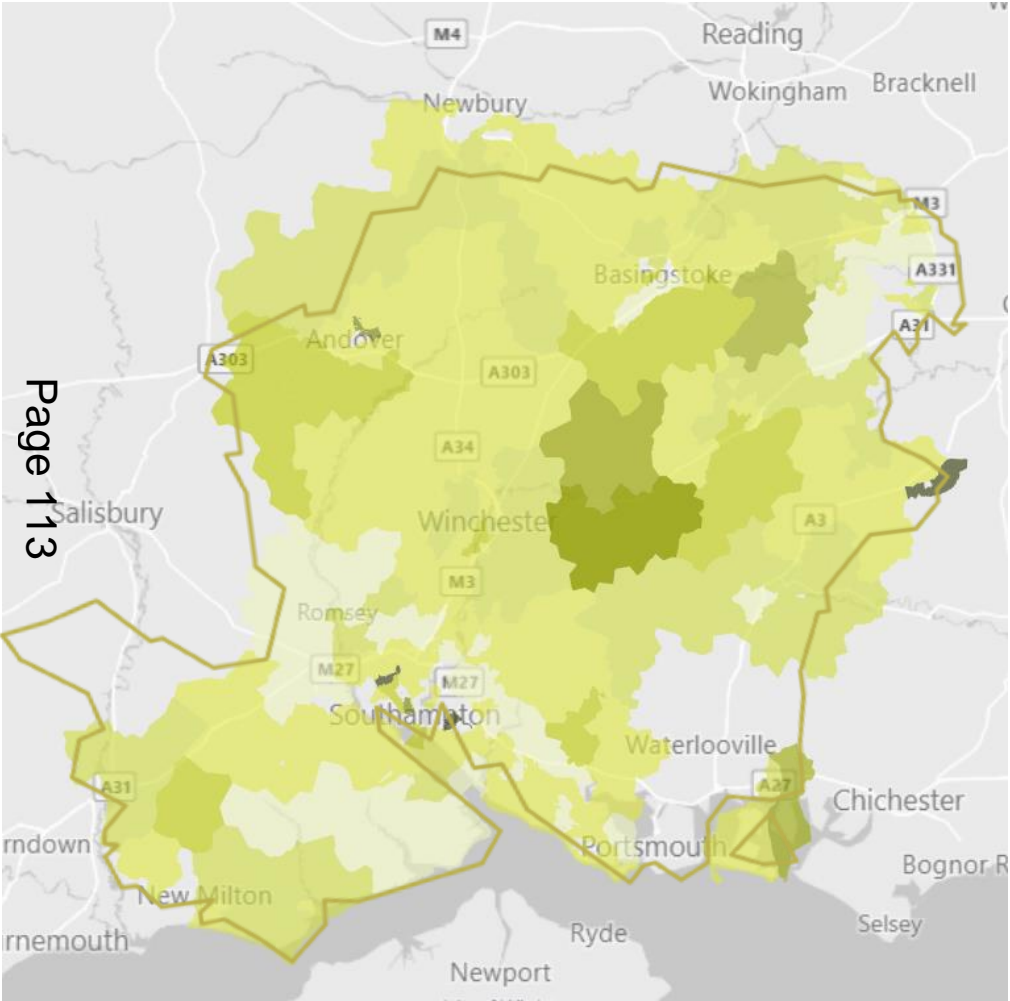 M4
Reading
Bracknell
Wokingham
Newbury
M3
A331
Basingstoke
A31
Andover
A303
A303
Page 113
A34
Salisbury
Winchester
A3
M3
Romsey
M27
M27
Southampton
Waterlooville
A27
A31
Chichester
rndown
Portsmouth
Bognor R
New Milton
Selsey
Ryde
rnemouth
Newport